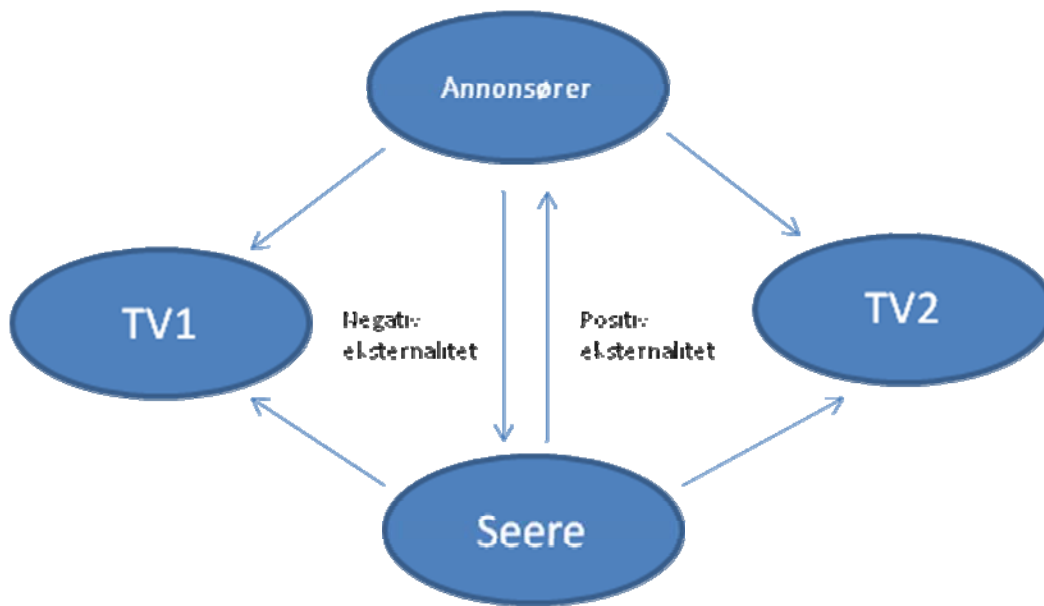 Annonsører
TV1
Negativ
eksternalitet
Positiv
eksternalitet
TV2
Seere